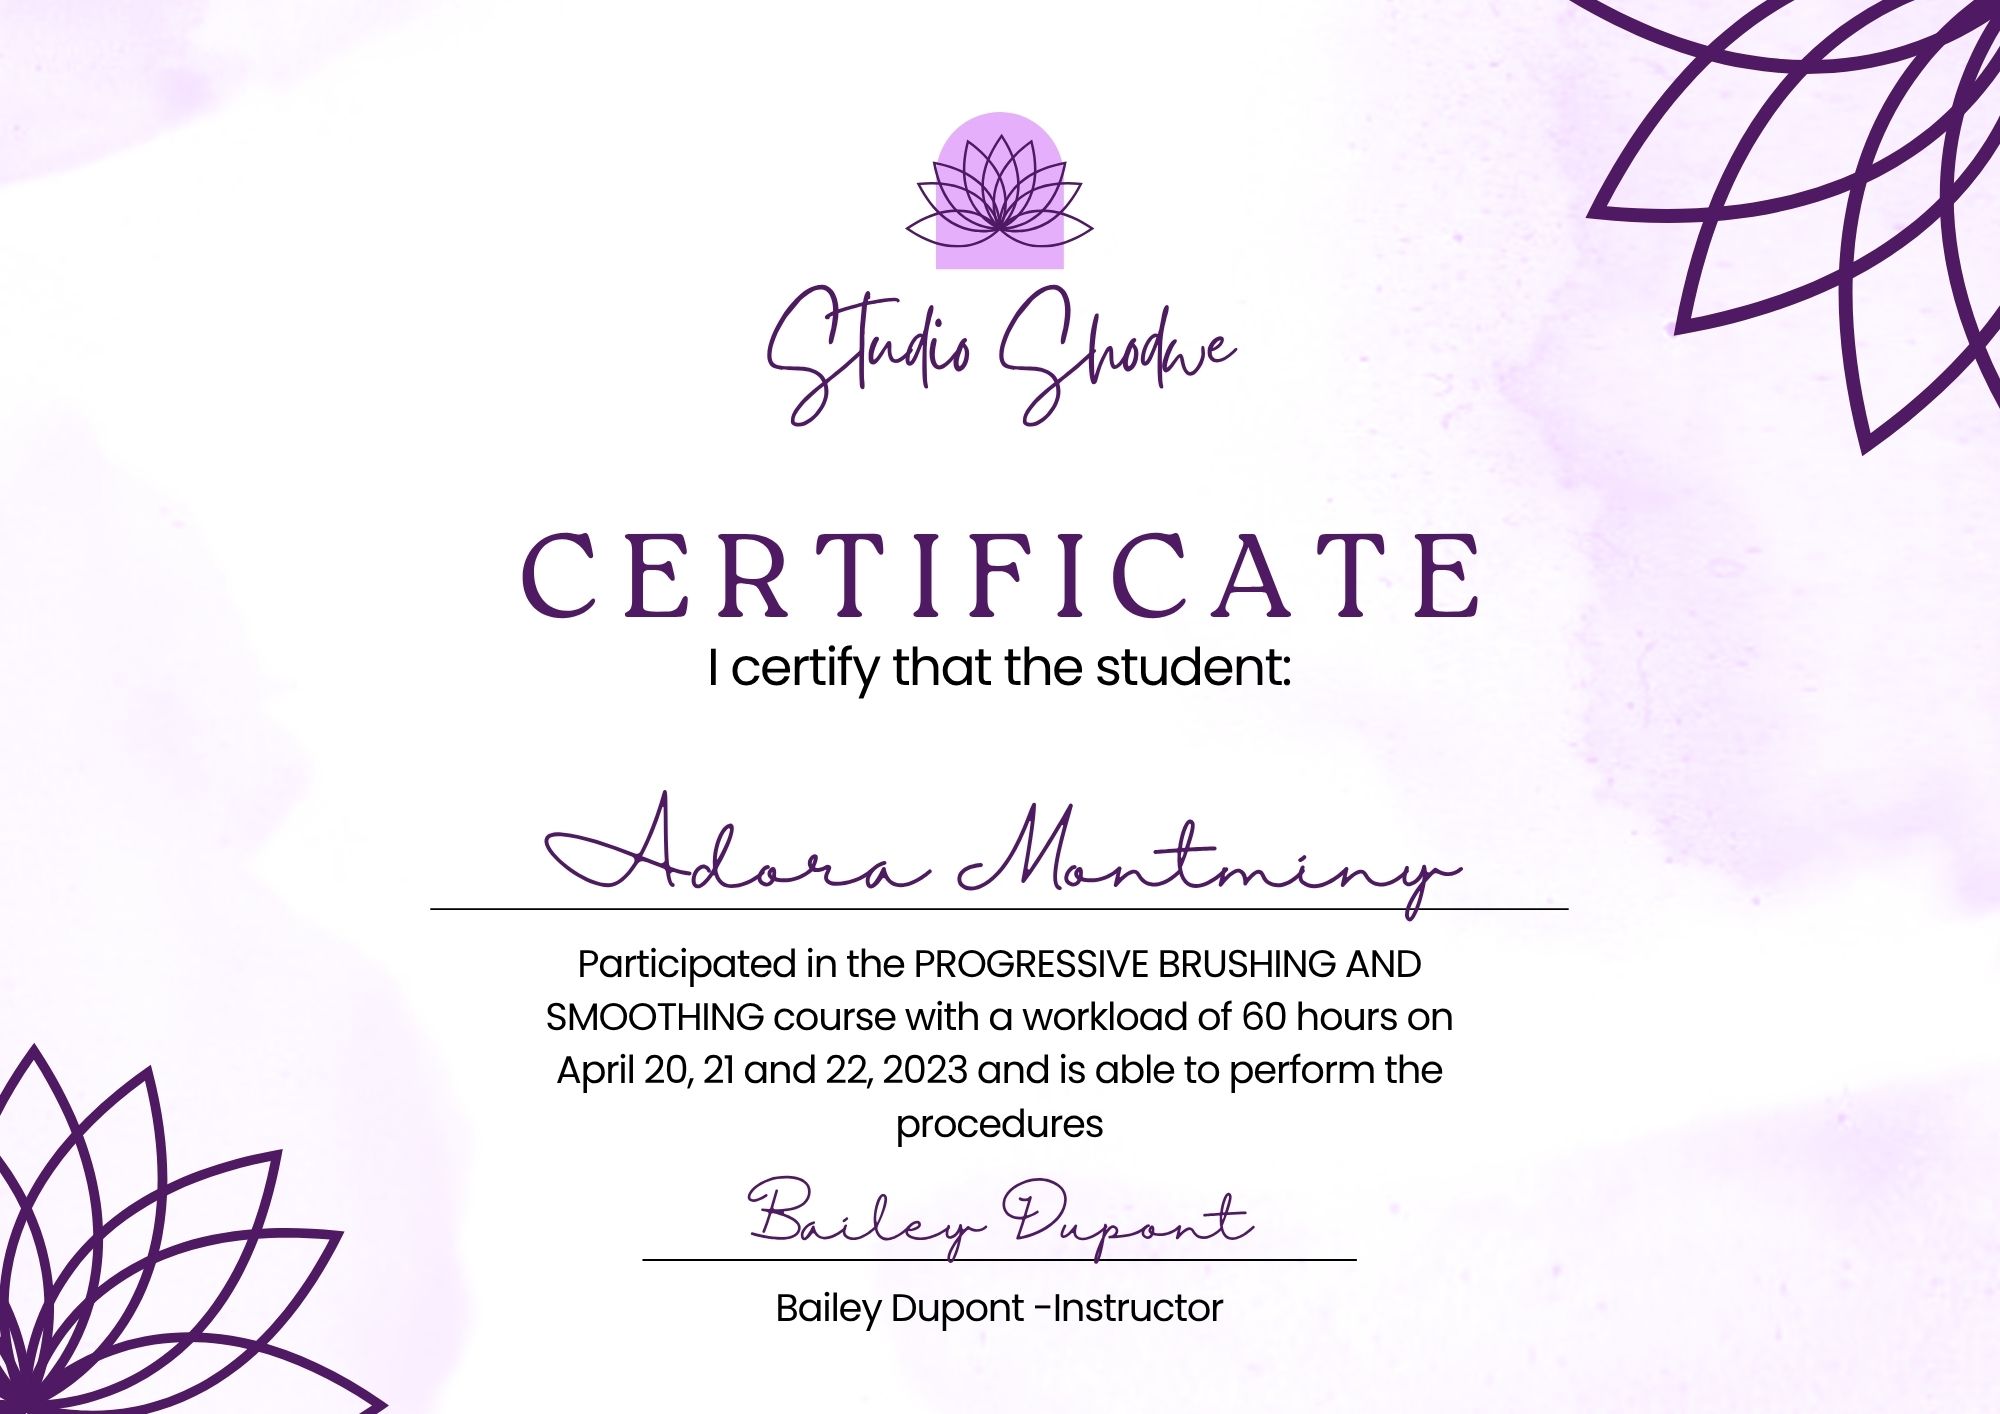 Studio Shodwe
CERTIFICATE
I certify that the student:
Adora Montminy
Participated in the PROGRESSIVE BRUSHING AND
SMOOTHING course with a workload of 60 hours on
April 20, 21 and 22, 2023 and is able to perform the
procedures
Bailey Dupont
Bailey Dupont -Instructor